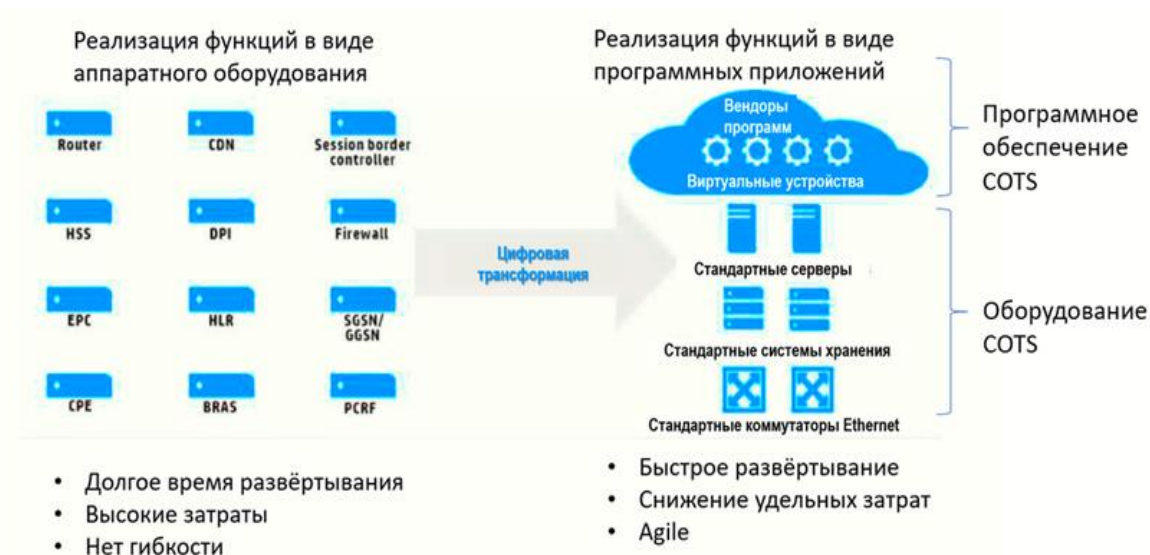 Реализация функций в виде
аппаратного оборудования
Router
CDN
Session border
controller
HSS
DPI
Firewall
EPC
HLR
SGSN/
GGSN
CPE
BRAS
PCRF
• Долгое время развёртывания
• Высокие затраты
• Нет гибкости
Цифровая
трансформация
Реализация функций в виде
программных приложений
Вендоры
программ
Виртуальные устройства
Стандартные серверы
Стандартные системы хранения
Стандартные коммутаторы Ethernet
Программное
обеспечение
COTS
Оборудование
COTS
• Быстрое развёртывание
• Снижение удельных затрат
• Agile